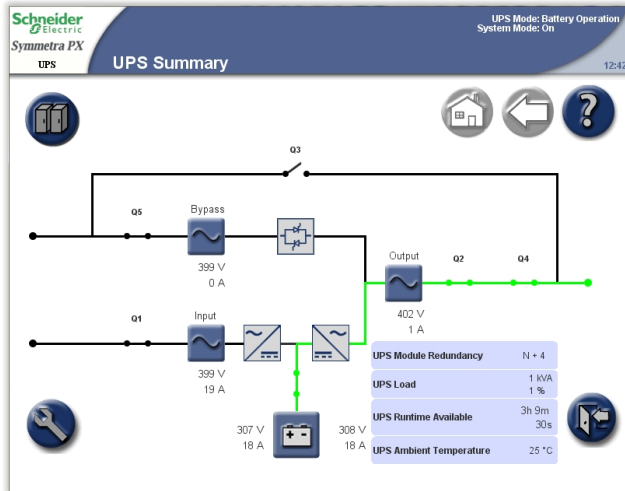 Schneider
Electric
Symmetra PX
UPS
UPS Summary
UPS Mode: Battery Operation
System Mode: On
12:42
Q3
Q5
Bypass
399 V
0 A
Output
Q2
Q4
402 V
1 A
Q1
Input
399 V
19 A
307 V
18 A
308 V
18 A
UPS Module Redundancy N + 4
UPS Load 1 kVA
1 %
UPS Runtime Available 3h 9m
30s
UPS Ambient Temperature 25 °C